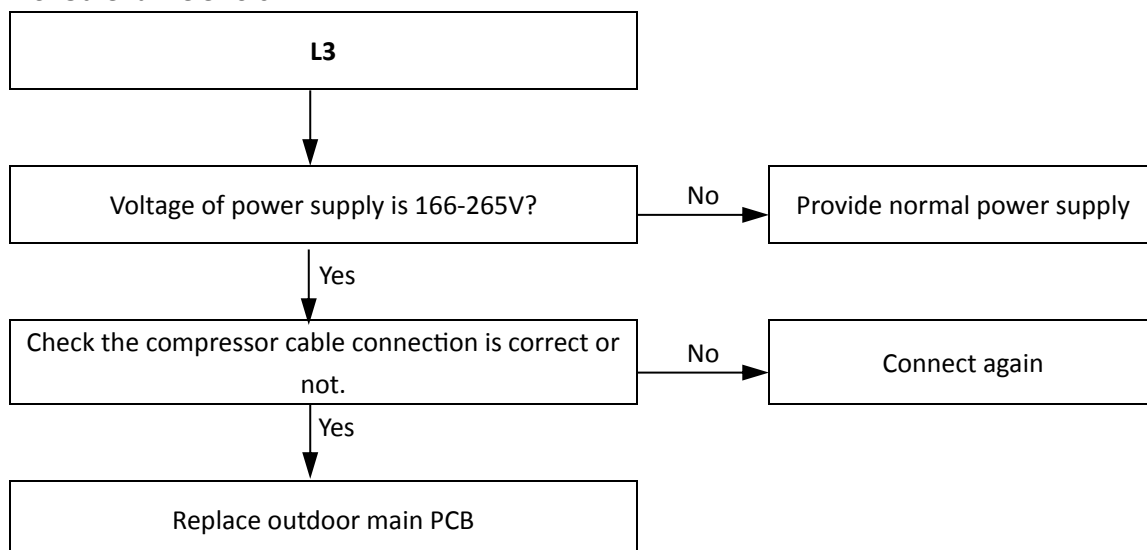 L3
Voltage of power supply is 166-265V?
No
Provide normal power supply
Yes
Check the compressor cable connection is correct or
not.
No
Connect again
Yes
Replace outdoor main PCB